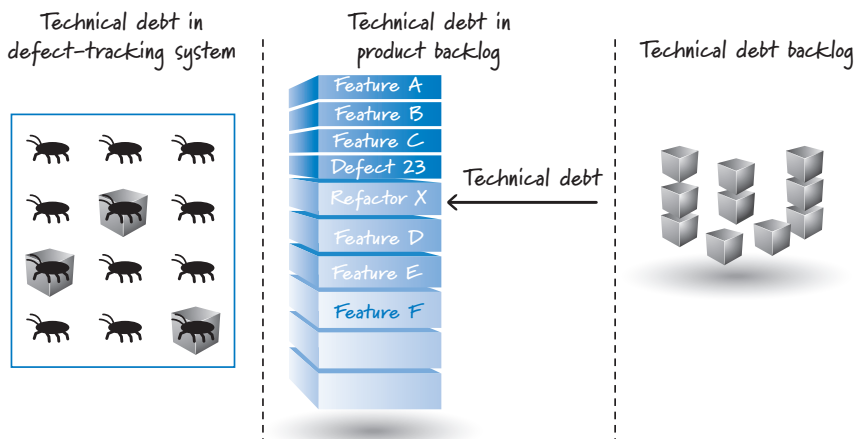 Technical debt in
defect-tracking system
Technical debt in
product backlog
Feature A
Feature B
Feature C
Defect 23
Refactor X
Feature D
Feature E
Feature F
Technical debt
Technical debt backlog